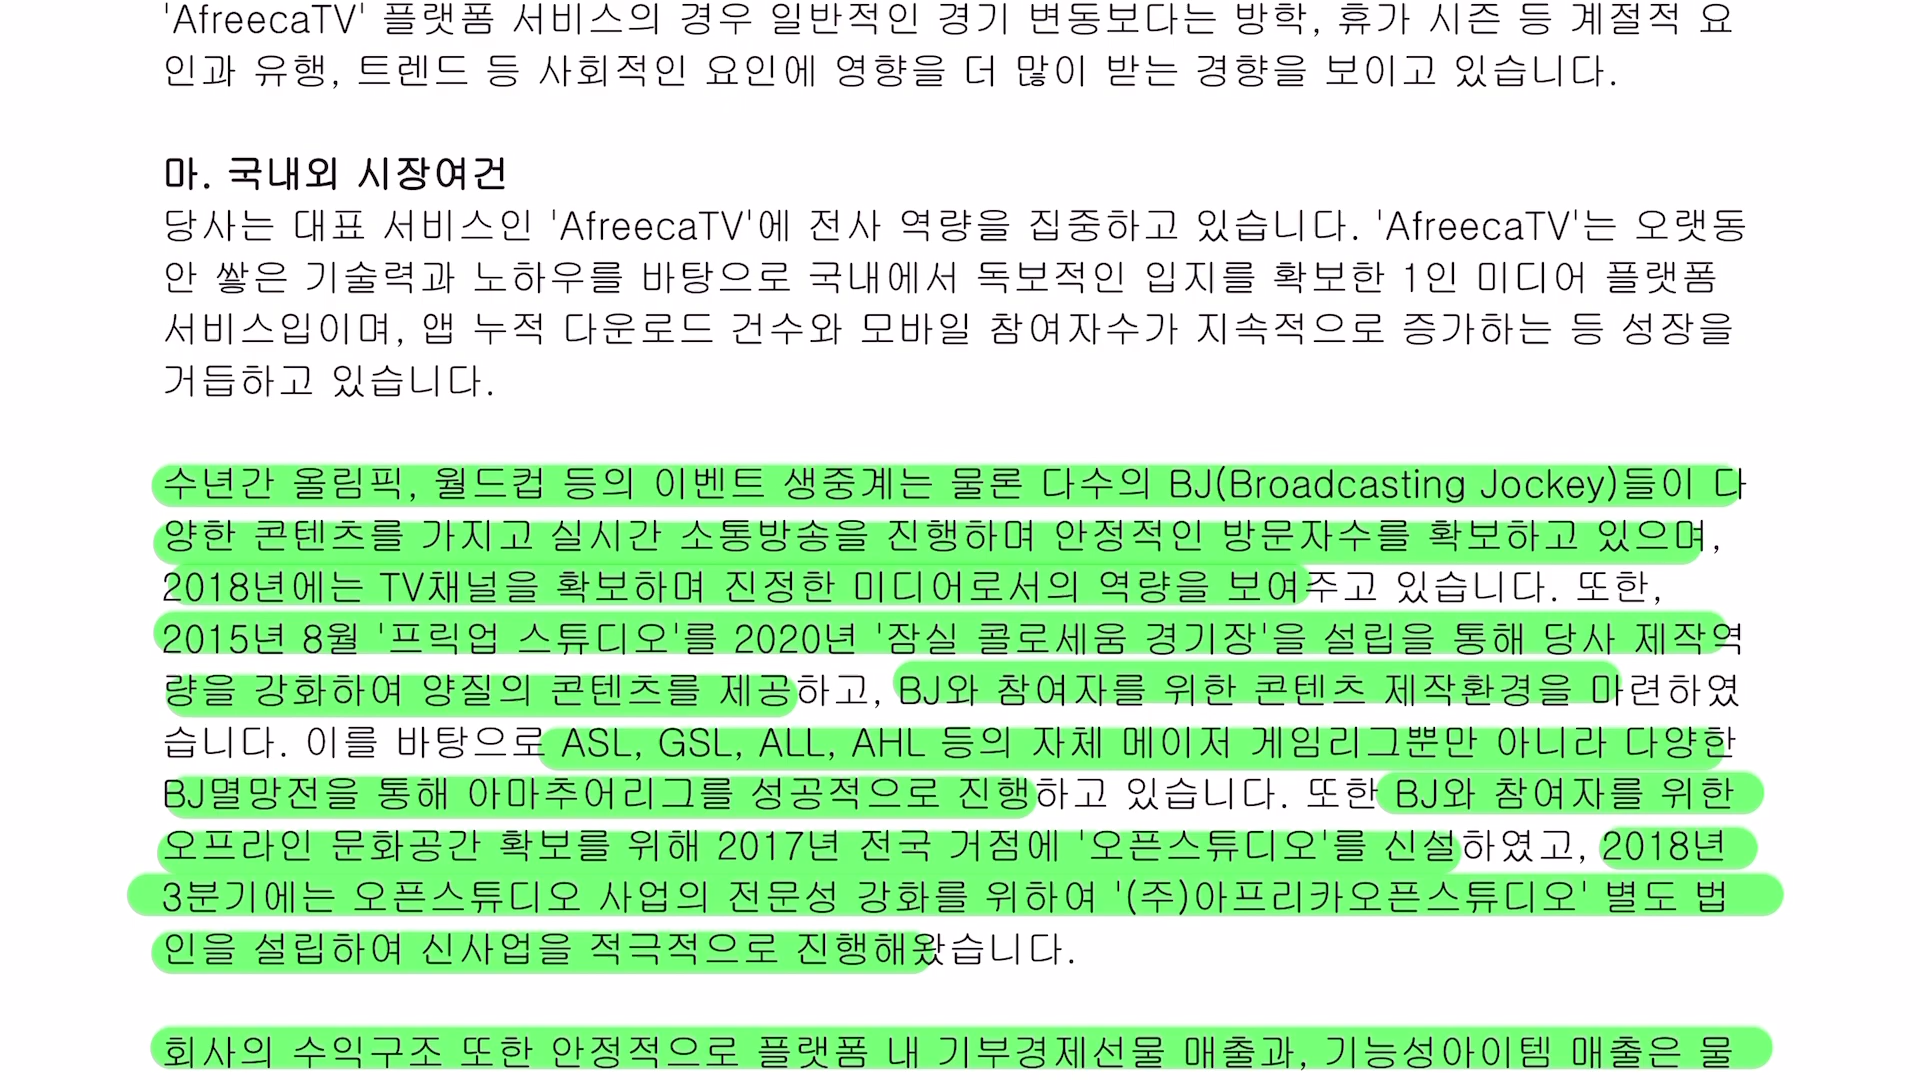 'AfreecaTV' 플랫폼 서비스의 경우 일반적인 경기 변동보다는 방학, 휴가 시즌 등 계절적 요
인과 유행, 트렌드 등 사회적인 요인에 영향을 더 많이 받는 경향을 보이고 있습니다.
마. 국내외 시장여건
당사는 대표 서비스인 'AfreecaTV'에 전사 역량을 집중하고 있습니다. 'AfreecaTV'는 오랫동
안 쌓은 기술력과 노하우를 바탕으로 국내에서 독보적인 입지를 확보한 1인 미디어 플랫폼
서비스입이며, 앱 누적 다운로드 건수와 모바일 참여자수가 지속적으로 증가하는 등 성장을
거듭하고 있습니다.
수년간 올림픽, 월드컵 등의 이벤트 생중계는 물론 다수의 BJ(Broadcasting Jockey)들이 다
양한 콘텐츠를 가지고 실시간 소통방송을 진행하며 안정적인 방문자수를 확보하고 있으며,
2018년에는 TV채널을 확보하며 진정한 미디어로서의 역량을 보여주고 있습니다. 또한,
2015년 8월 '프릭업 스튜디오'를 2020년 '잠실 콜로세움 경기장'을 설립을 통해 당사 제작역
량을 강화하여 양질의 콘텐츠를 제공하고, BJ와 참여자를 위한 콘텐츠 제작환경을 마련하였
습니다. 이를 바탕으로 ASL, GSL, ALL, AHL 등의 자체 메이저 게임리그뿐만 아니라 다양한
BJ멸망전을 통해 아마추어리그를 성공적으로 진행하고 있습니다. 또한 BJ와 참여자를 위한
오프라인 문화공간 확보를 위해 2017년 전국 거점에 '오픈스튜디오'를 신설하였고, 2018년
3분기에는 오픈스튜디오 사업의 전문성 강화를 위하여 '(주)아프리카오픈스튜디오' 별도 법
인을 설립하여 신사업을 적극적으로 진행해왔습니다.
회사의 수익구조 또한 안정적으로 플랫폼 내 기부경제선물 매출과, 기능성아이템 매출은 물